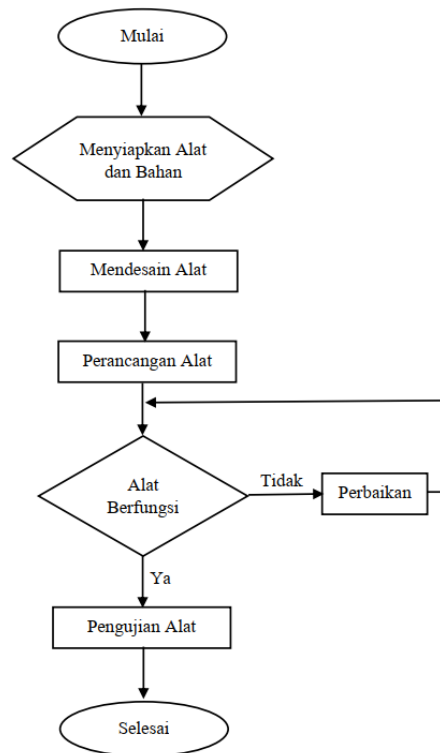 Mulai
Menyiapkan Alat
dan Bahan
Mendesain Alat
Perancangan Alat
Alat
Berfungsi
Tidak
Perbaikan
Ya
Pengujian Alat
Selesai